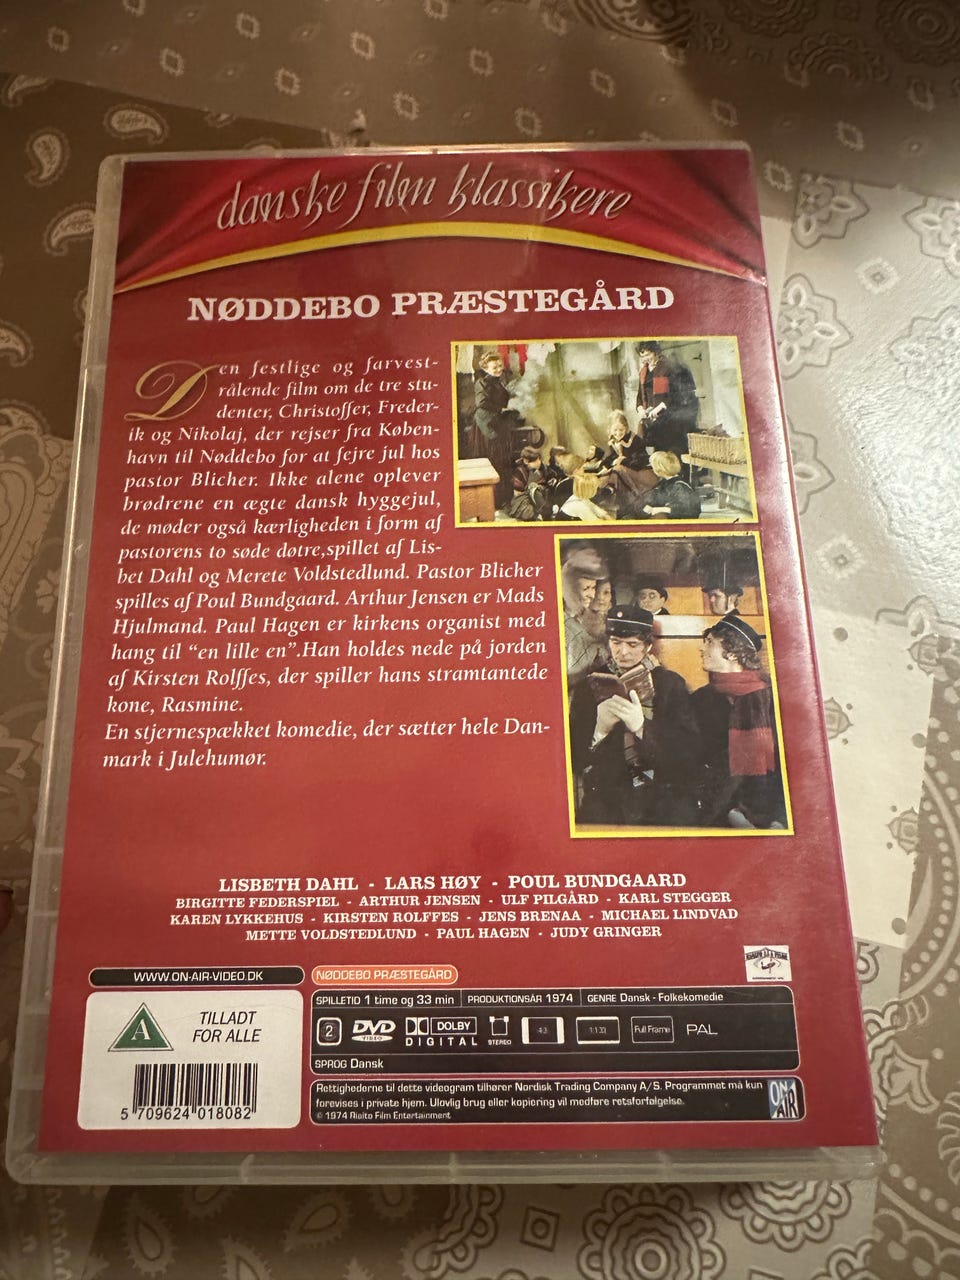 danske film klassikere
NØDDEBO PRÆSTEGÅRD
Den festlige og farvest-
rålende film om de tre stu-
denter, Christoffer, Freder-
ik og Nikolaj, der rejser fra Køben-
havn til Nøddebo for at fejre jul hos
pastor Blicher. Ikke alene oplever
brødrene en ægte dansk hyggejul,
de møder også kærligheden i form af
pastorens to søde døtre,spillet af Lis-
bet Dahl og Merete Voldstedlund. Pastor Blicher
spilles af Poul Bundgaard. Arthur Jensen er Mads
Hjulmand. Paul Hagen er kirkens organist med
hang til “en lille en”.Han holdes nede på jorden
af Kirsten Rolffes, der spiller hans stramtantede
kone, Rasmine.
En stjernespækket komedie, der sætter hele Dan-
mark i Julehumør.
LISBETH DAHL - LARS HØY - POUL BUNDGAARD
BIRGITTE FEDERSPIEL - ARTHUR JENSEN - ULF PILGÅRD - KARL STEGGER
KAREN LYKKEHUS - KIRSTEN ROLFFES - JENS BRENAA - MICHAEL LINDVAD
METTE VOLDSTEDLUND - PAUL HAGEN - JUDY GRINGER
WWW.ON-AIR-VIDEO.DK
NØDDEBO PRÆSTEGÅRD
A
TILLADT
FOR ALLE
5 709624 018082
SPILLETID 1 time og 33 min PRODUKTIONSÅR 1974 GENRE Dansk - Folkekomedie
2 DVD VIDEO DOLBY DIGITAL STEREO 4:3 1:1.33 Full Frame PAL
SPROG Dansk
Rettighederne til dette videogram tilhører Nordisk Trading Company A/S. Programmet må kun
forevises i private hjem. Ulovlig brug eller kopiering vil medføre retsforfølgelse.
© 1974 Rialto Film Entertainment
ON AIR